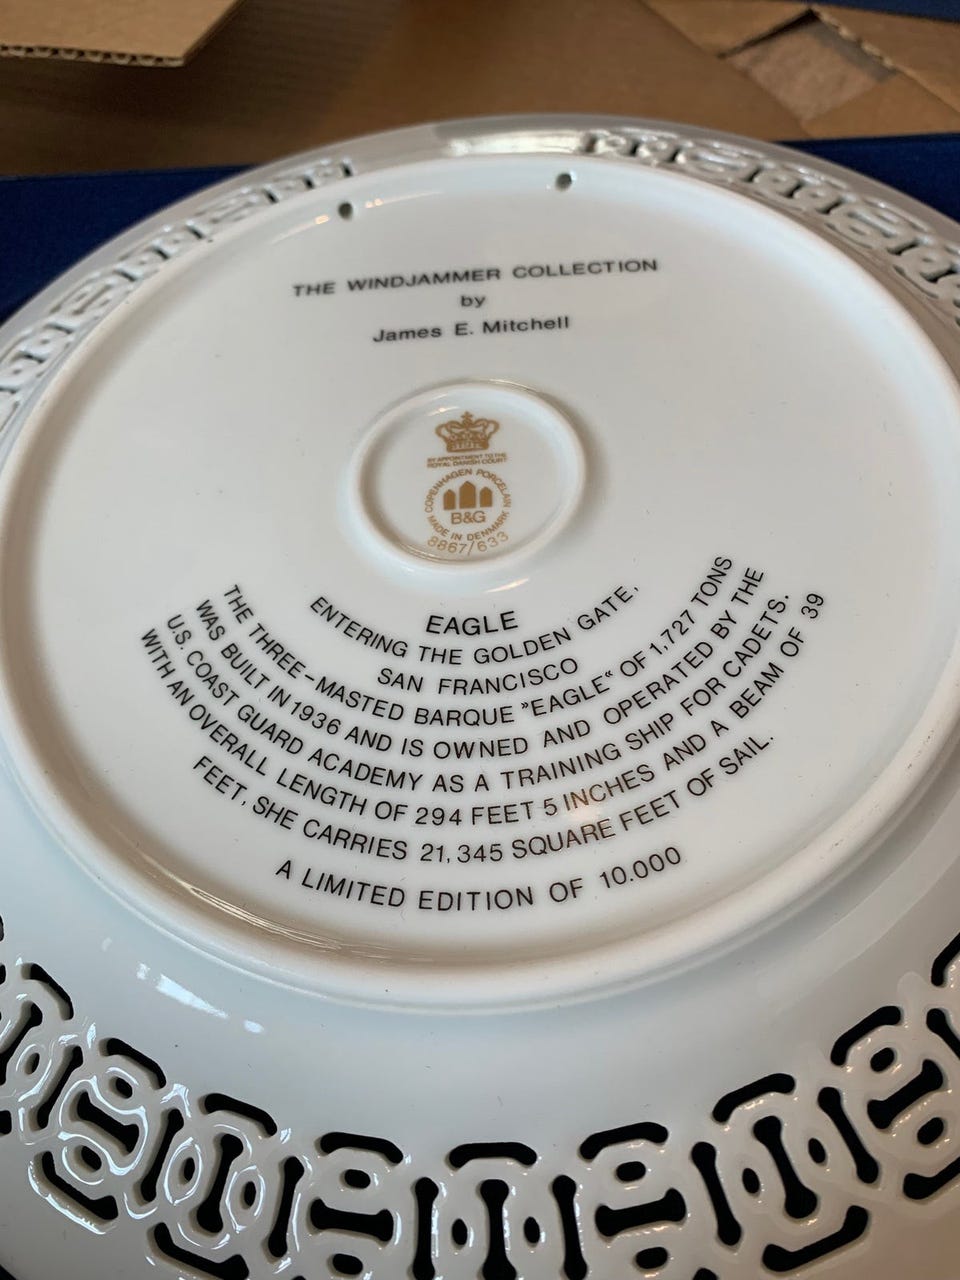 THE WINDJAMMER COLLECTION
by
James E. Mitchell
BY APPOINTMENT TO THE
ROYAL DANISH COURT
COPENHAGEN PORCELAIN
B&G
MADE IN DENMARK
8867/633
EAGLE
ENTERING THE GOLDEN GATE,
SAN FRANCISCO
THE THREE-MASTED BARQUE »EAGLE« OF 1,727 TONS
WAS BUILT IN 1936 AND IS OWNED AND OPERATED BY THE
U.S. COAST GUARD ACADEMY AS A TRAINING SHIP FOR CADETS.
WITH AN OVERALL LENGTH OF 294 FEET 5 INCHES AND A BEAM OF 39
FEET, SHE CARRIES 21,345 SQUARE FEET OF SAIL.
A LIMITED EDITION OF 10.000